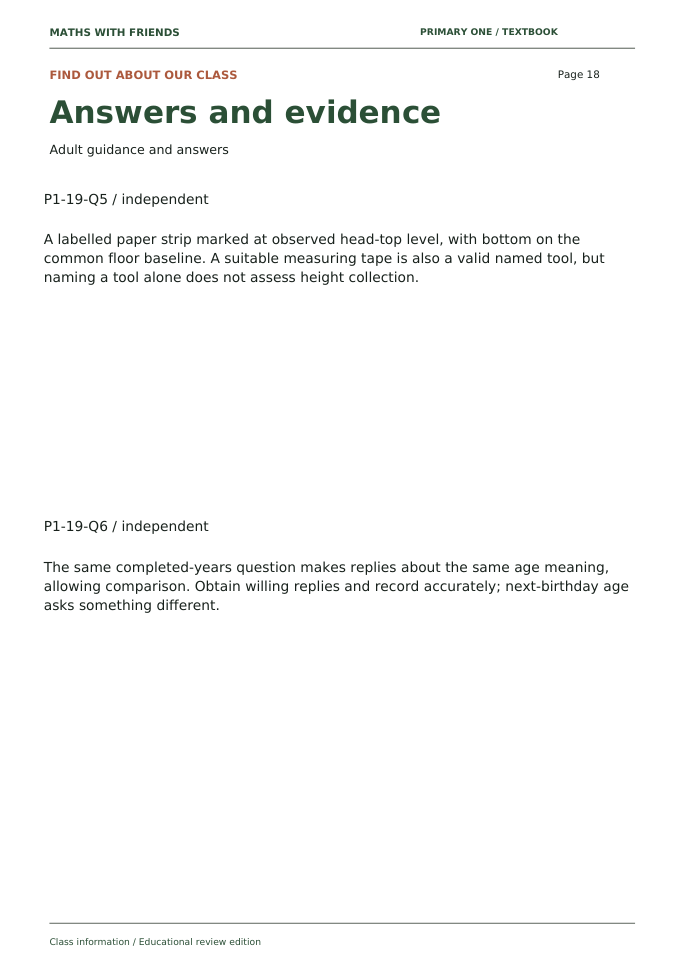 MATHS WITH FRIENDS
PRIMARY ONE / TEXTBOOK
FIND OUT ABOUT OUR CLASS
Page 18
Answers and evidence
Adult guidance and answers
P1-19-Q5 / independent
A labelled paper strip marked at observed head-top level, with bottom on the
common floor baseline. A suitable measuring tape is also a valid named tool, but
naming a tool alone does not assess height collection.
P1-19-Q6 / independent
The same completed-years question makes replies about the same age meaning,
allowing comparison. Obtain willing replies and record accurately; next-birthday age
asks something different.
Class information / Educational review edition